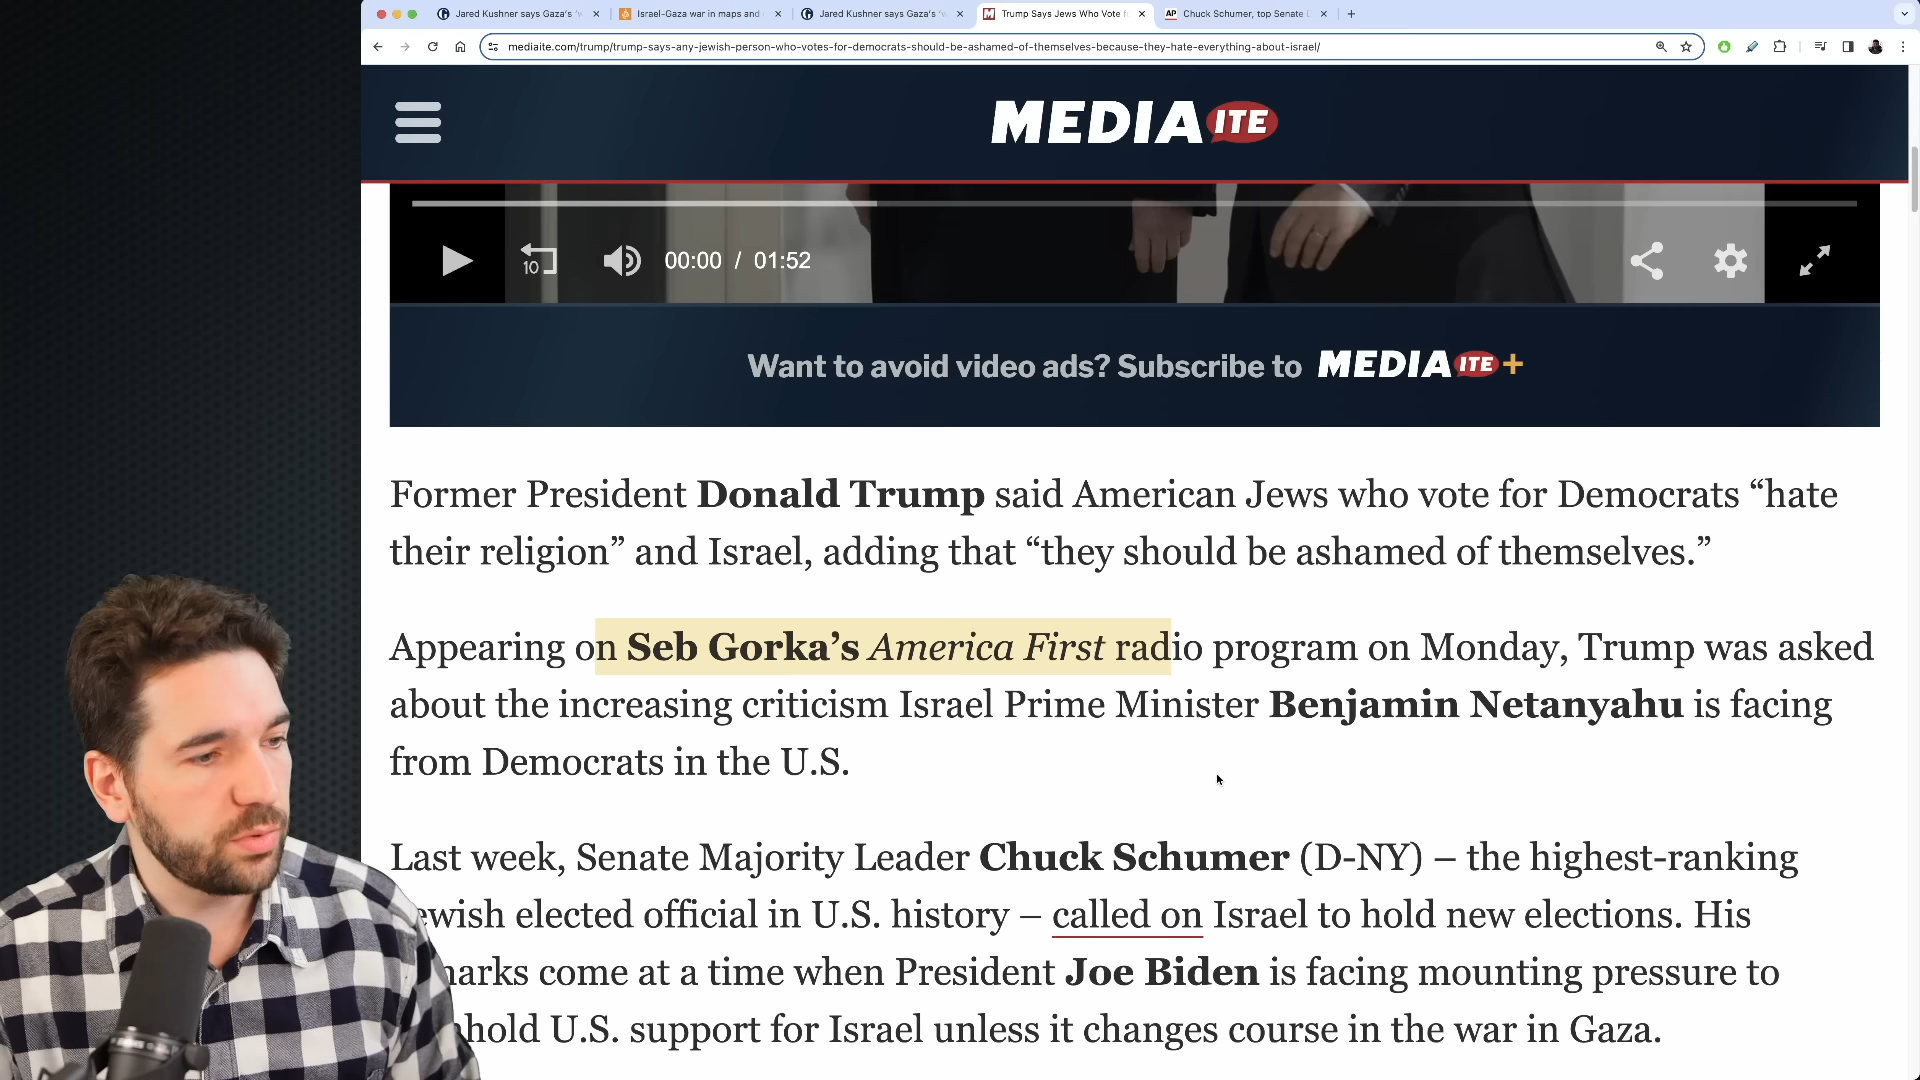 Jared Kushner says Gaza's 'w
Israel-Gaza war in maps and
Jared Kushner says Gaza's 'w
M
Trump Says Jews Who Vote f
AP
Chuck Schumer, top Senate D
mediaite.com/trump/trump-says-any-jewish-person-who-votes-for-democrats-should-be-ashamed-of-themselves-because-they-hate-everything-about-israel/
MEDIAITE
10
00:00 / 01:52
Want to avoid video ads? Subscribe to MEDIAITE+
Former President Donald Trump said American Jews who vote for Democrats “hate
their religion” and Israel, adding that “they should be ashamed of themselves.”
Appearing on Seb Gorka’s America First radio program on Monday, Trump was asked
about the increasing criticism Israel Prime Minister Benjamin Netanyahu is facing
from Democrats in the U.S.
Last week, Senate Majority Leader Chuck Schumer (D-NY) – the highest-ranking
ewish elected official in U.S. history – called on Israel to hold new elections. His
arks come at a time when President Joe Biden is facing mounting pressure to
hold U.S. support for Israel unless it changes course in the war in Gaza.